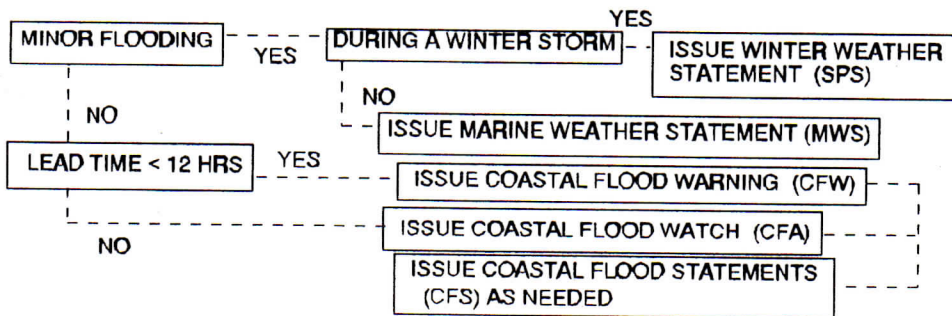 YES
MINOR FLOODING
YES
DURING A WINTER STORM
ISSUE WINTER WEATHER
STATEMENT (SPS)
NO
NO
ISSUE MARINE WEATHER STATEMENT (MWS)
LEAD TIME < 12 HRS
YES
ISSUE COASTAL FLOOD WARNING (CFW)
NO
ISSUE COASTAL FLOOD WATCH (CFA)
ISSUE COASTAL FLOOD STATEMENTS
(CFS) AS NEEDED